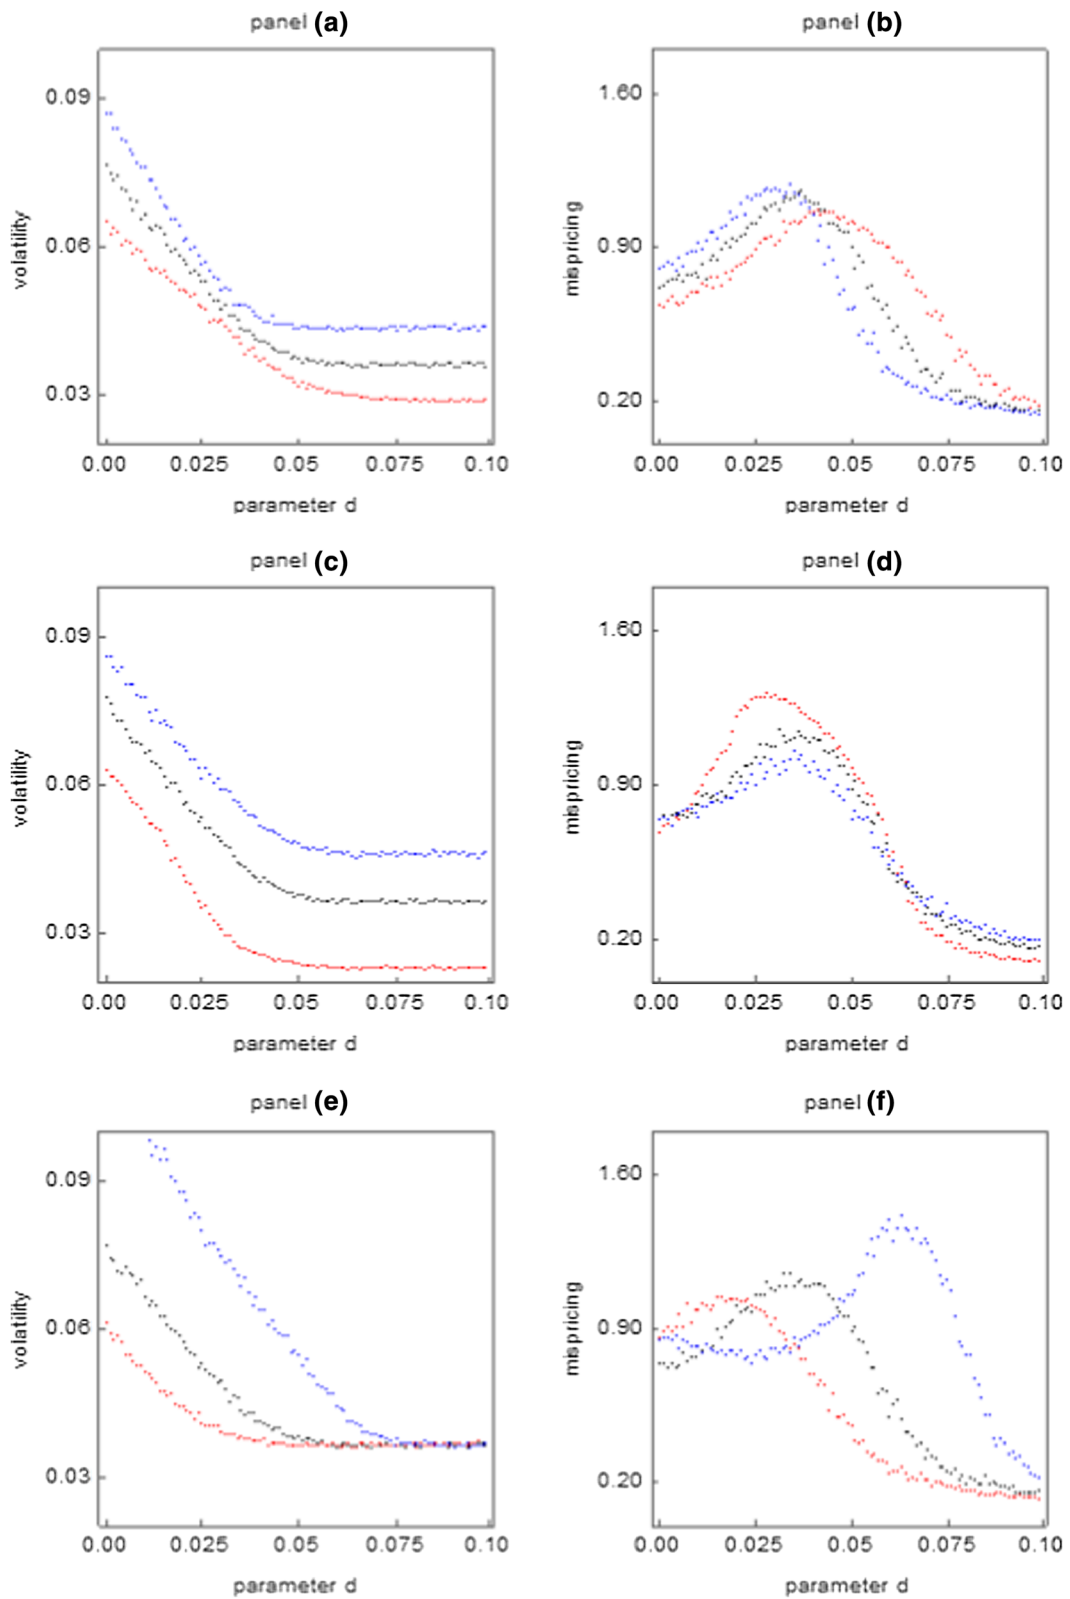 panel (a)
0.09
0.06
0.03
volatility
0.00 0.025 0.05 0.075 0.10
parameter d
panel (b)
1.60
0.90
0.20
mispricing
0.00 0.025 0.05 0.075 0.10
parameter d
panel (c)
0.09
0.06
0.03
volatility
0.00 0.025 0.05 0.075 0.10
parameter d
panel (d)
1.60
0.90
0.20
mispricing
0.00 0.025 0.05 0.075 0.10
parameter d
panel (e)
0.09
0.06
0.03
volatility
0.00 0.025 0.05 0.075 0.10
parameter d
panel (f)
1.60
0.90
0.20
mispricing
0.00 0.025 0.05 0.075 0.10
parameter d